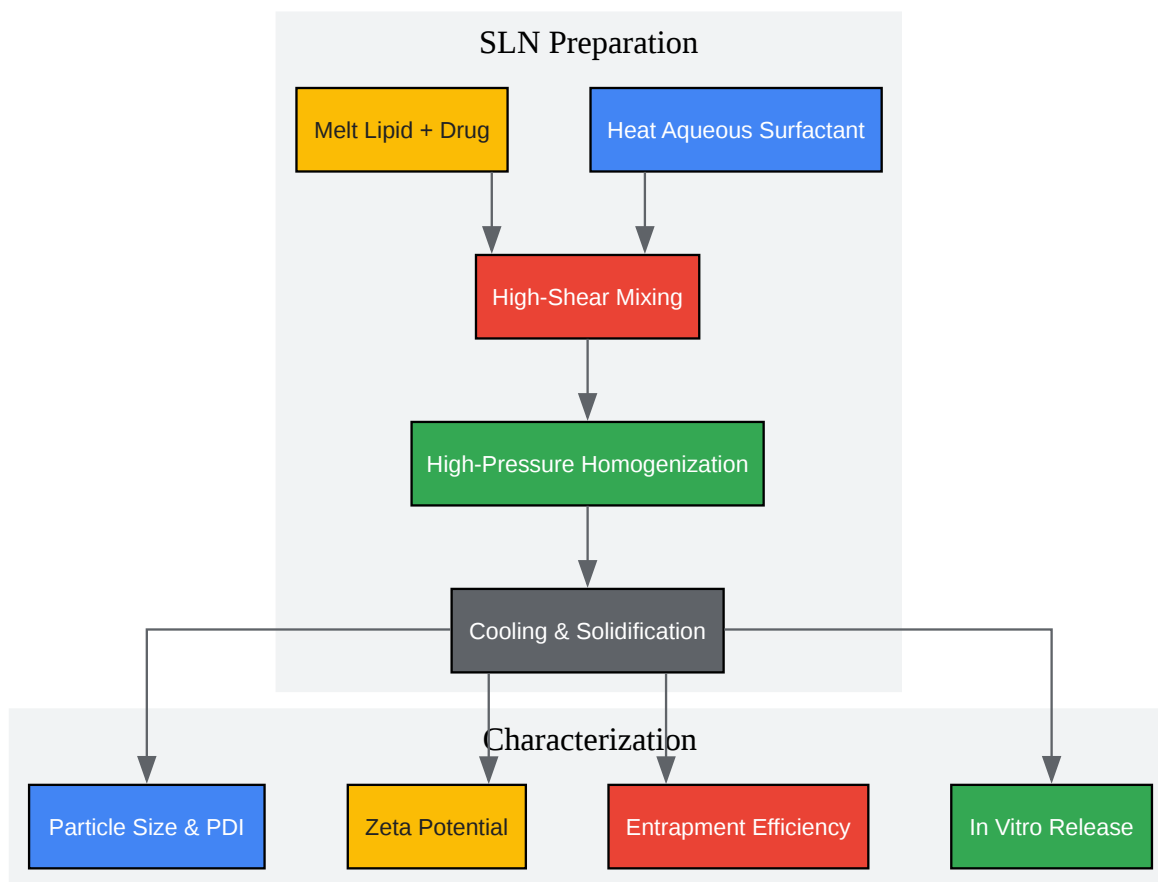 SLN Preparation
Melt Lipid + Drug
Heat Aqueous Surfactant
High-Shear Mixing
High-Pressure Homogenization
Cooling & Solidification
Characterization
Particle Size & PDI
Zeta Potential
Entrapment Efficiency
In Vitro Release